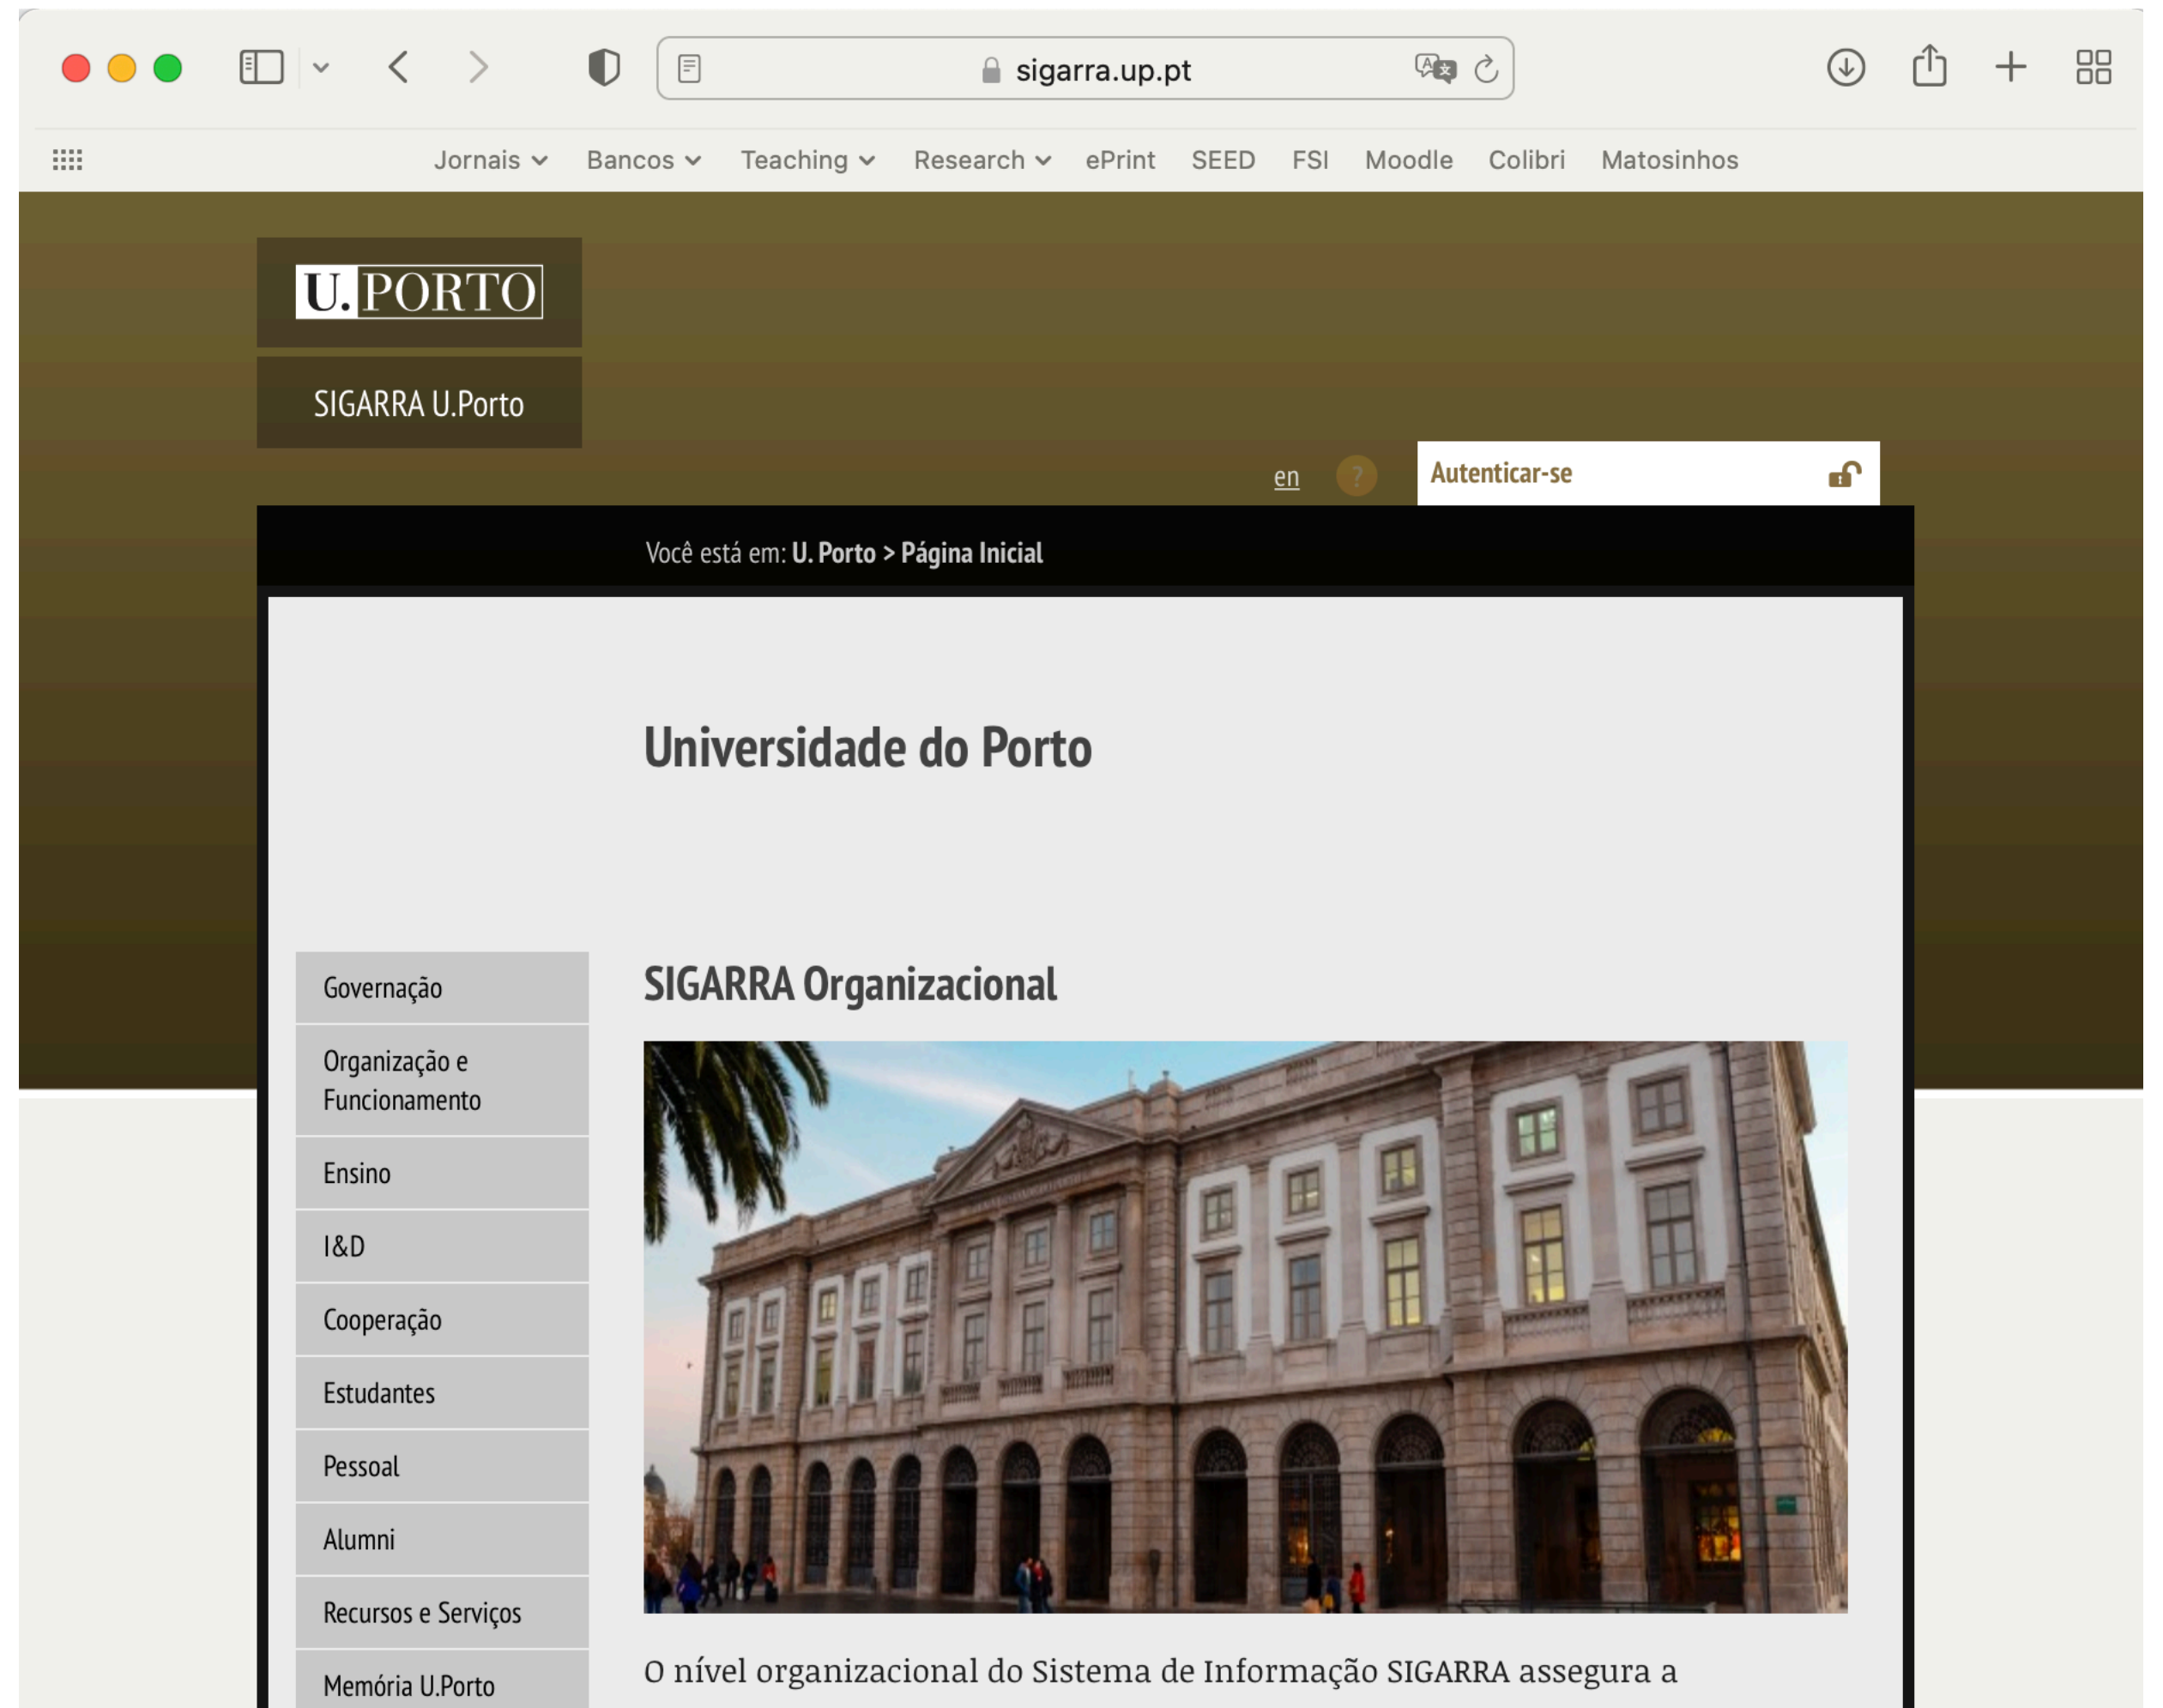 sigarra.up.pt
Jornais Bancos Teaching Research ePrint SEED FSI Moodle Colibri Matosinhos
U.PORTO
SIGARRA U.Porto
en ? Autenticar-se
Você está em: U. Porto > Página Inicial
Universidade do Porto
Governação
Organização e
Funcionamento
Ensino
I&D
Cooperação
Estudantes
Pessoal
Alumni
Recursos e Serviços
Memória U.Porto
SIGARRA Organizacional
O nível organizacional do Sistema de Informação SIGARRA assegura a